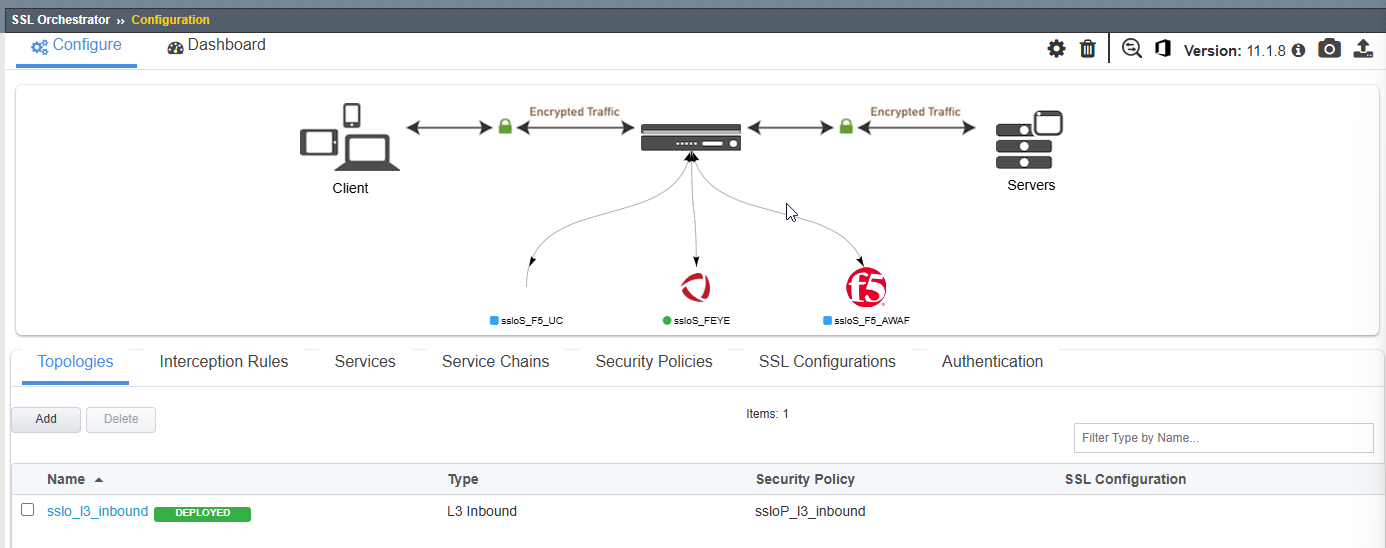 SSL Orchestrator ›› Configuration
Configure Dashboard Version: 11.1.8
Encrypted Traffic Encrypted Traffic
Client Servers
f5
ssloS_F5_UC ssloS_FEYE ssloS_F5_AWAF
Topologies Interception Rules Services Service Chains Security Policies SSL Configurations Authentication
Add Delete Items: 1
Filter Type by Name...
Name Type Security Policy SSL Configuration
sslo_l3_inbound DEPLOYED L3 Inbound ssloP_l3_inbound